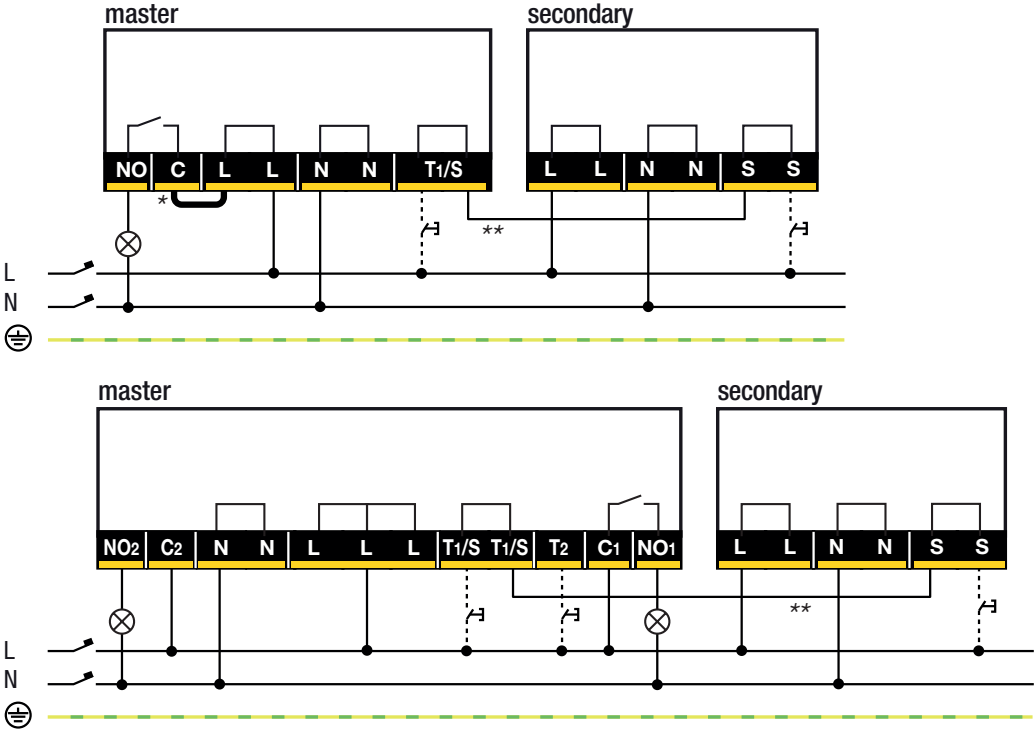 master secondary
NO C L L N N T1/S L L N N S S
* **
L
N
master secondary
NO2 C2 N N L L L T1/S T1/S T2 C1 NO1 L L N N S S
**
L
N